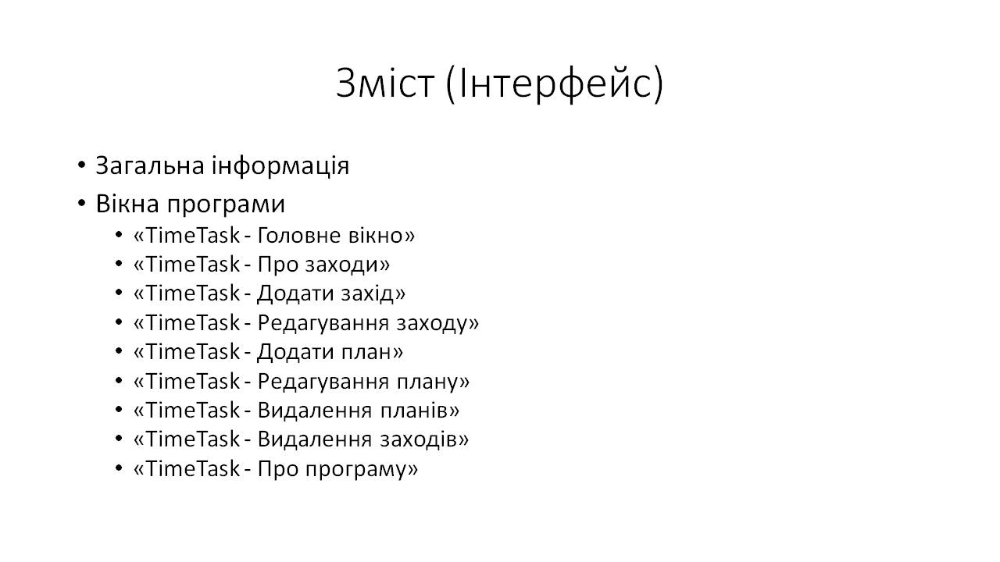 Зміст (Інтерфейс)
• Загальна інформація
• Вікна програми
• «TimeTask - Головне вікно»
• «TimeTask - Про заходи»
• «TimeTask - Додати захід»
• «TimeTask - Редагування заходу»
• «TimeTask - Додати план»
• «TimeTask - Редагування плану»
• «TimeTask - Видалення планів»
• «TimeTask - Видалення заходів»
• «TimeTask - Про програму»